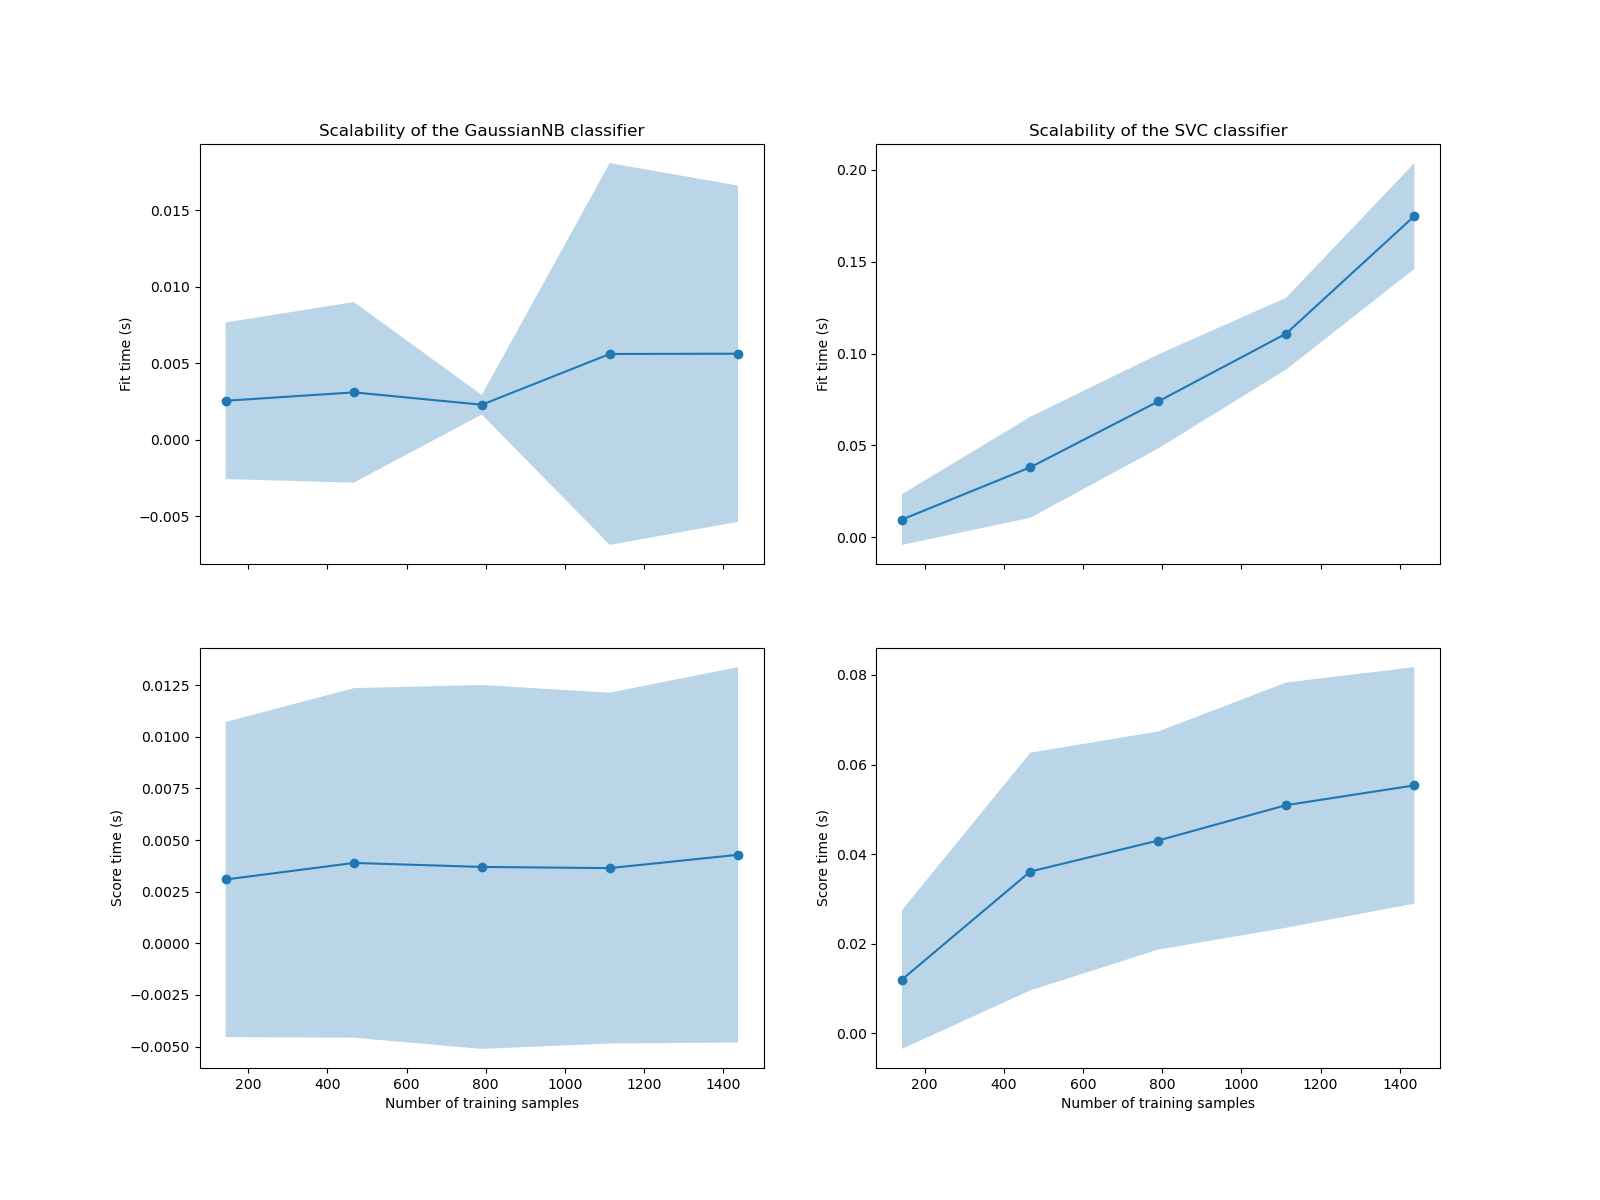 Scalability of the GaussianNB classifier
0.015
0.010
0.005
0.000
−0.005
Fit time (s)
Scalability of the SVC classifier
0.20
0.15
0.10
0.05
0.00
Fit time (s)
0.0125
0.0100
0.0075
0.0050
0.0025
0.0000
−0.0025
−0.0050
Score time (s)
200 400 600 800 1000 1200 1400
Number of training samples
0.08
0.06
0.04
0.02
0.00
Score time (s)
200 400 600 800 1000 1200 1400
Number of training samples